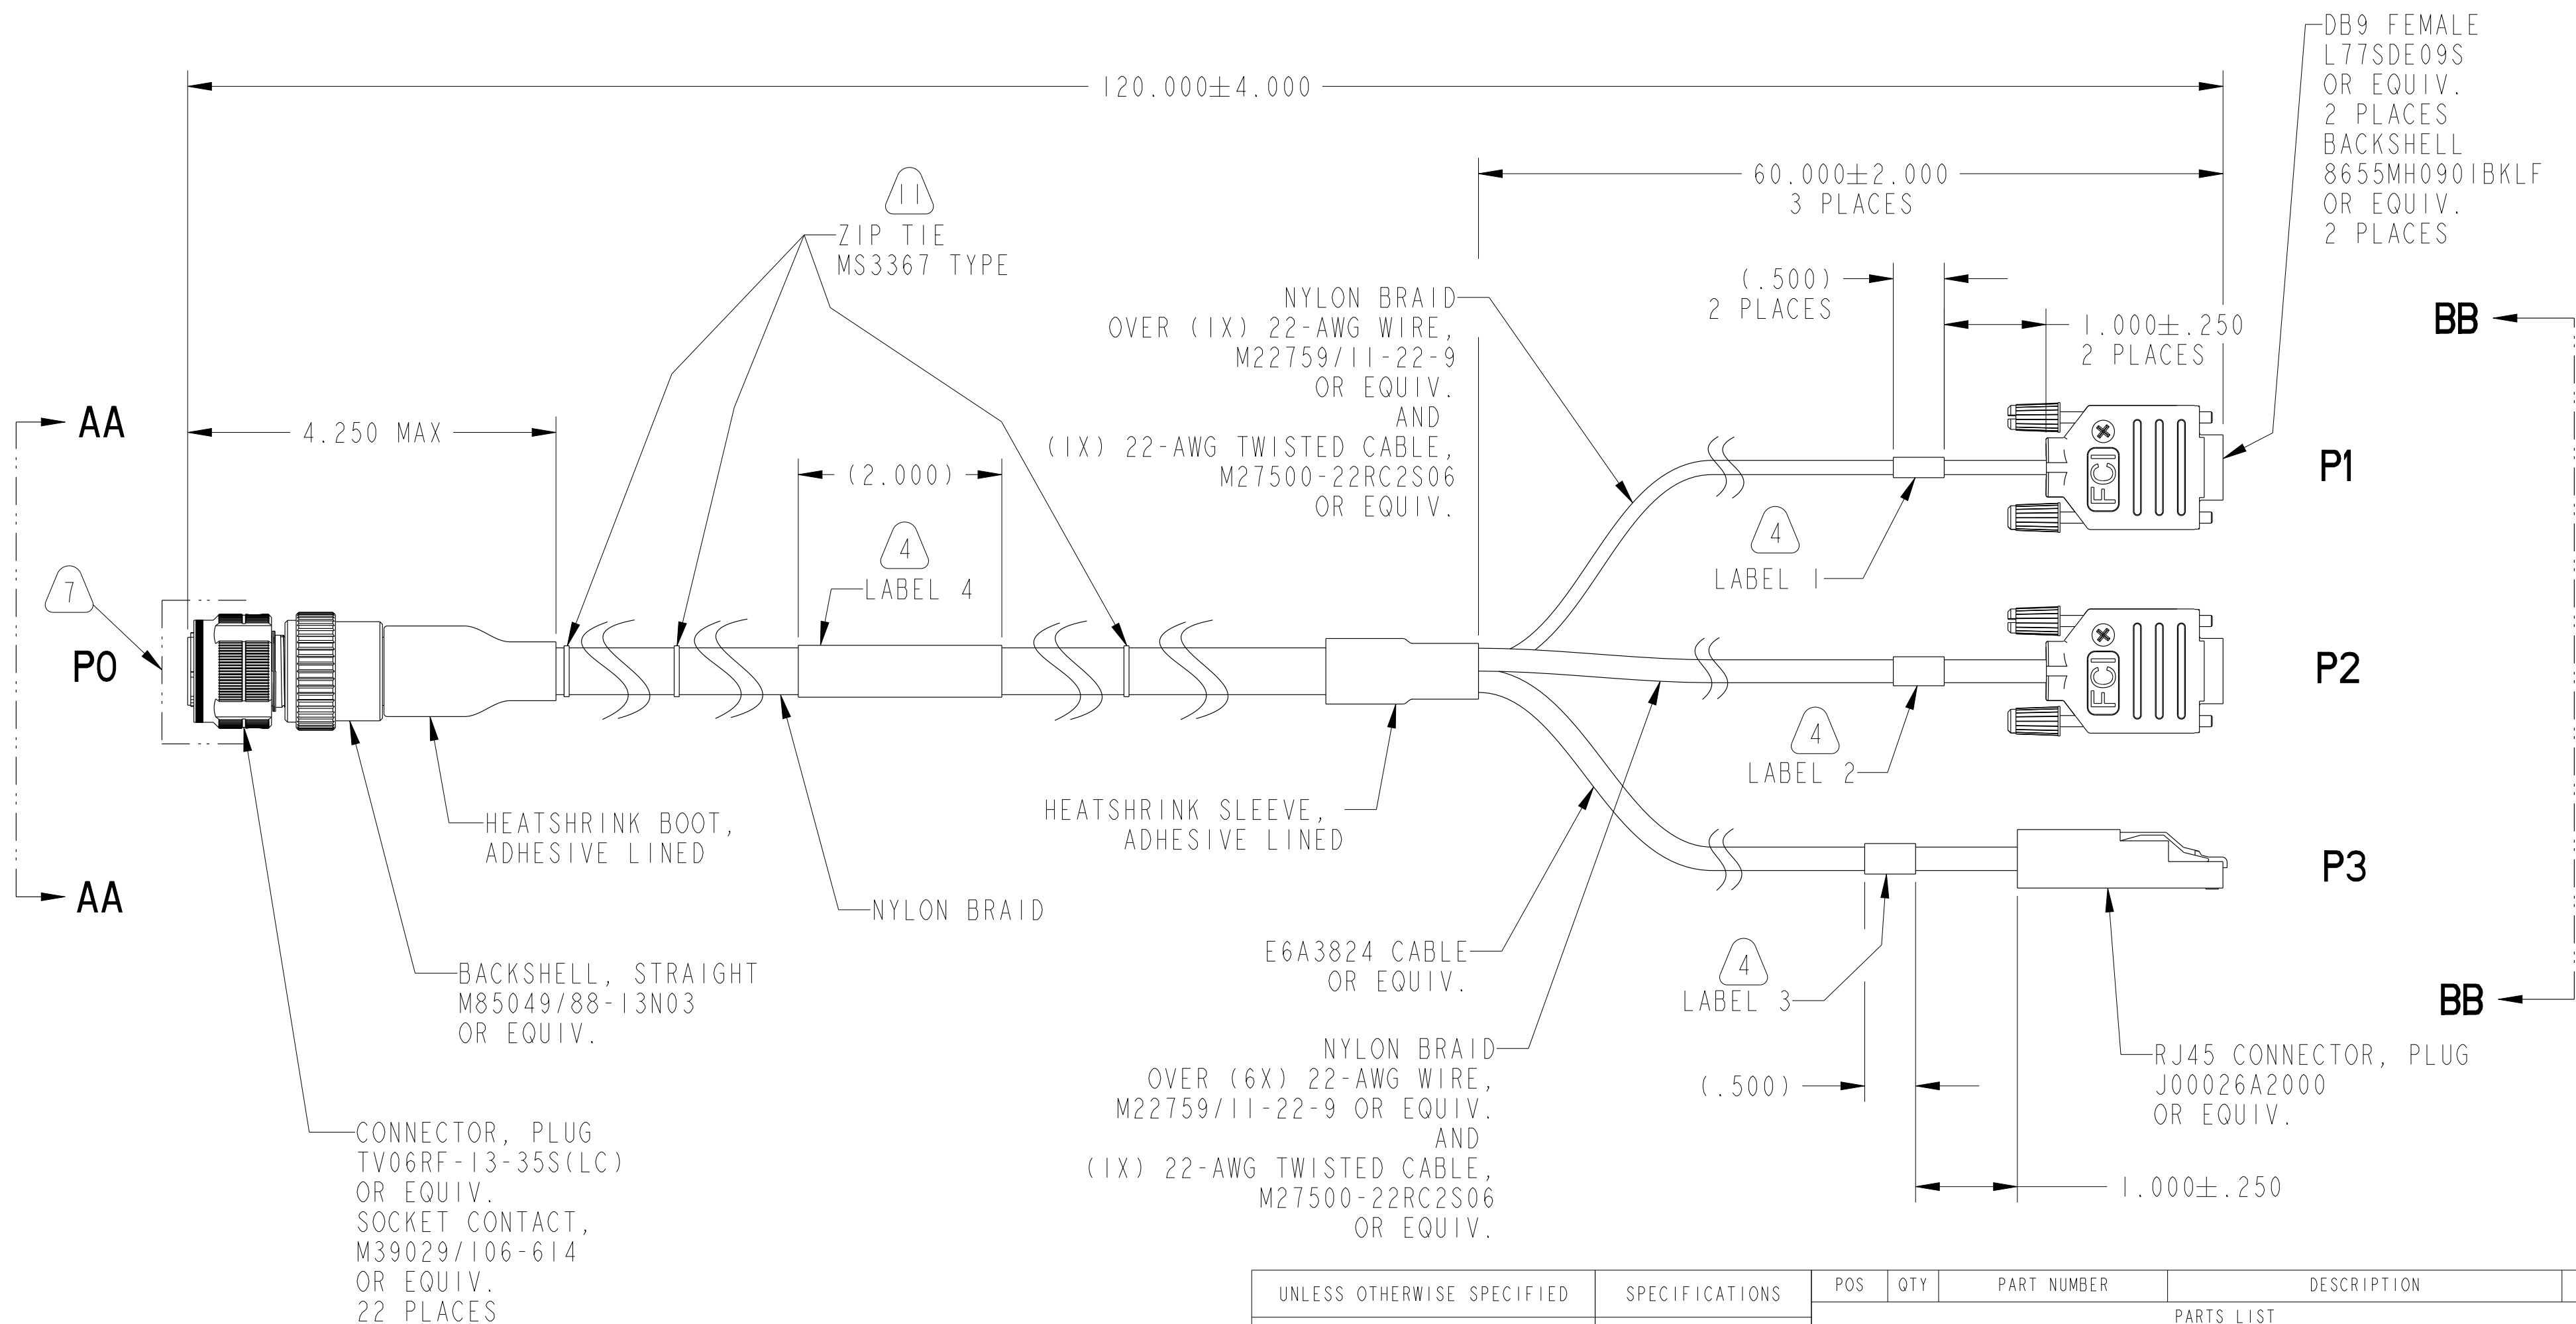 DB9 FEMALE
L77SDE09S
OR EQUIV.
2 PLACES
BACKSHELL
8655MH0901BKLF
OR EQUIV.
2 PLACES
120.000±4.000
60.000±2.000
3 PLACES
11
ZIP TIE
MS3367 TYPE
NYLON BRAID
OVER (1X) 22-AWG WIRE,
M22759/11-22-9
OR EQUIV.
AND
(1X) 22-AWG TWISTED CABLE,
M27500-22RC2S06
OR EQUIV.
(.500)
2 PLACES
1.000±.250
2 PLACES
BB
AA
4.250 MAX
(2.000)
4
LABEL 4
FCI
P1
4
LABEL 1
7
P0
FCI
P2
4
LABEL 2
HEATSHRINK BOOT,
ADHESIVE LINED
HEATSHRINK SLEEVE,
ADHESIVE LINED
P3
AA
NYLON BRAID
BACKSHELL, STRAIGHT
M85049/88-13N03
OR EQUIV.
E6A3824 CABLE
OR EQUIV.
4
LABEL 3
BB
NYLON BRAID
OVER (6X) 22-AWG WIRE,
M22759/11-22-9 OR EQUIV.
AND
(1X) 22-AWG TWISTED CABLE,
M27500-22RC2S06
OR EQUIV.
(.500)
RJ45 CONNECTOR, PLUG
J00026A2000
OR EQUIV.
1.000±.250
CONNECTOR, PLUG
TV06RF-13-35S(LC)
OR EQUIV.
SOCKET CONTACT,
M39029/106-614
OR EQUIV.
22 PLACES
UNLESS OTHERWISE SPECIFIED
SPECIFICATIONS
POS
QTY
PART NUMBER
DESCRIPTION
PARTS LIST